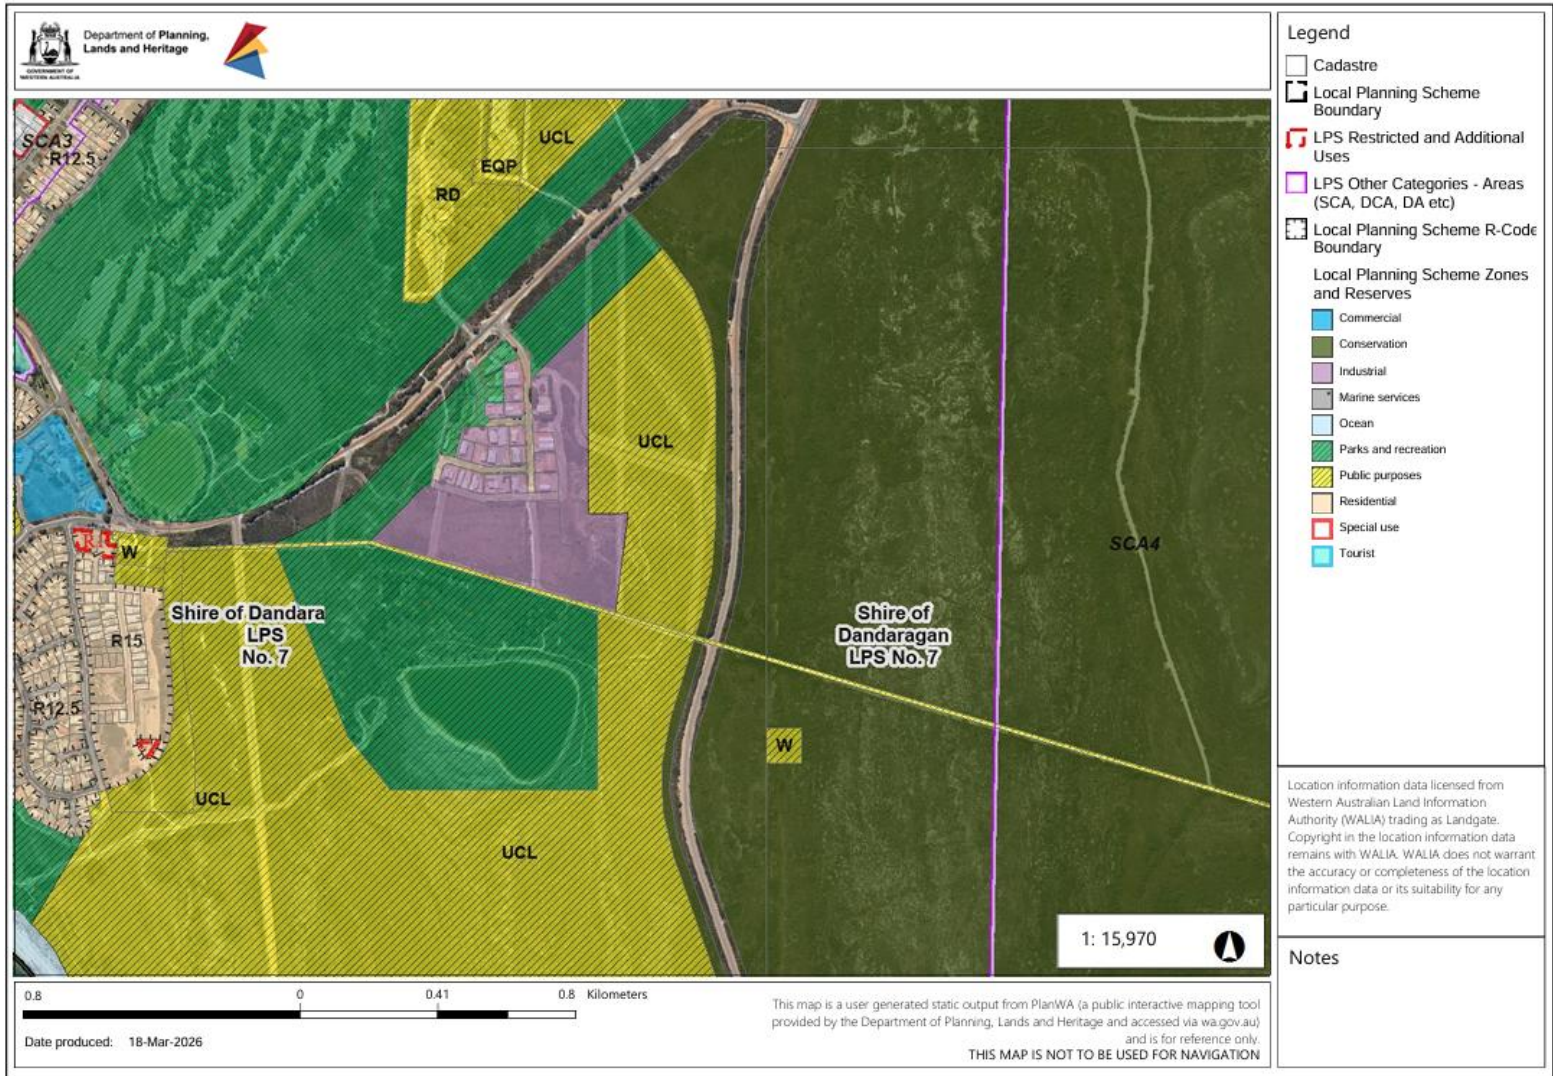 Department of Planning,
Lands and Heritage
GOVERNMENT OF
WESTERN AUSTRALIA
SCA3
R12.5
UCL
EQP
RD
UCL
SCA4
W
Shire of Dandara
LPS
No. 7
Shire of
Dandaragan
LPS No. 7
R15
R12.5
W
UCL
UCL
1: 15,970
0.8
0
0.41
0.8 Kilometers
Date produced: 18-Mar-2026
This map is a user generated static output from PlanWA (a public interactive mapping tool
provided by the Department of Planning, Lands and Heritage and accessed via wa.gov.au)
and is for reference only.
THIS MAP IS NOT TO BE USED FOR NAVIGATION
Legend
Cadastre
Local Planning Scheme
Boundary
LPS Restricted and Additional
Uses
LPS Other Categories - Areas
(SCA, DCA, DA etc)
Local Planning Scheme R-Code
Boundary
Local Planning Scheme Zones
and Reserves
Commercial
Conservation
Industrial
Marine services
Ocean
Parks and recreation
Public purposes
Residential
Special use
Tourist
Location information data licensed from
Western Australian Land Information
Authority (WALIA) trading as Landgate.
Copyright in the location information data
remains with WALIA. WALIA does not warrant
the accuracy or completeness of the location
information data or its suitability for any
particular purpose.
Notes